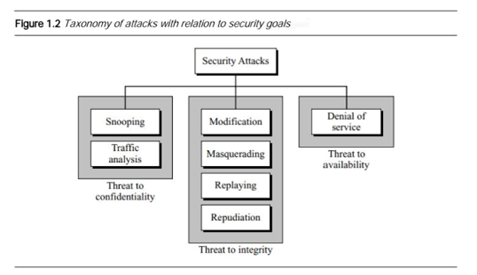 Figure 1.2 Taxonomy of attacks with relation to security goals
Security Attacks
Snooping
Traffic
analysis
Threat to
confidentiality
Modification
Masquerading
Replaying
Repudiation
Threat to integrity
Denial of
service
Threat to
availability